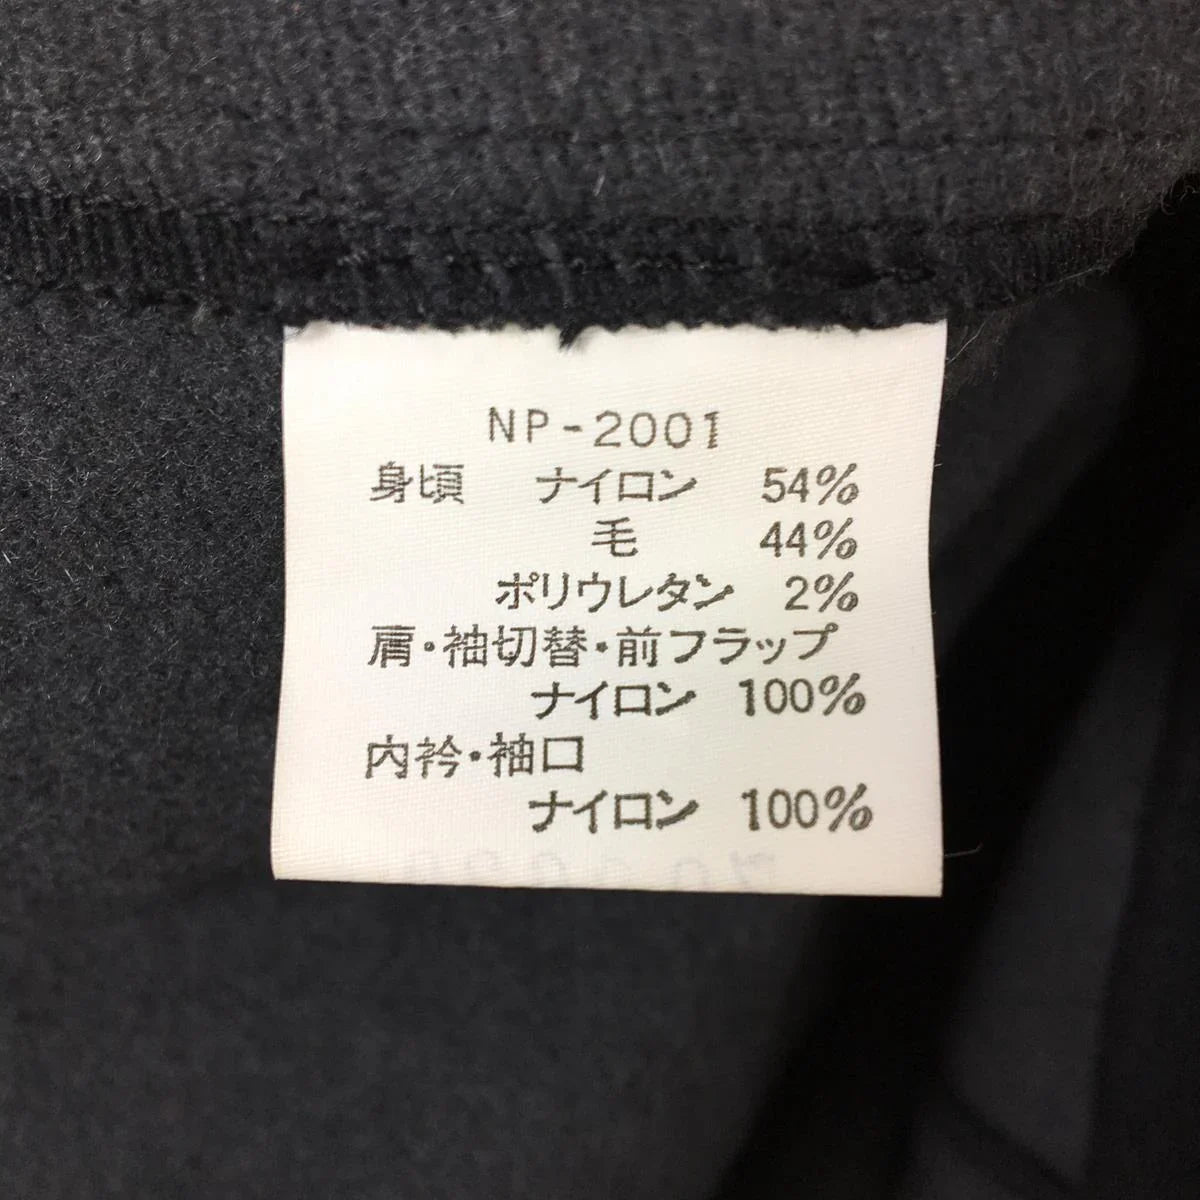 NP-2001
身頃 ナイロン 54%
毛 44%
ポリウレタン 2%
肩・袖切替・前フラップ
ナイロン 100%
内衿・袖口
ナイロン 100%